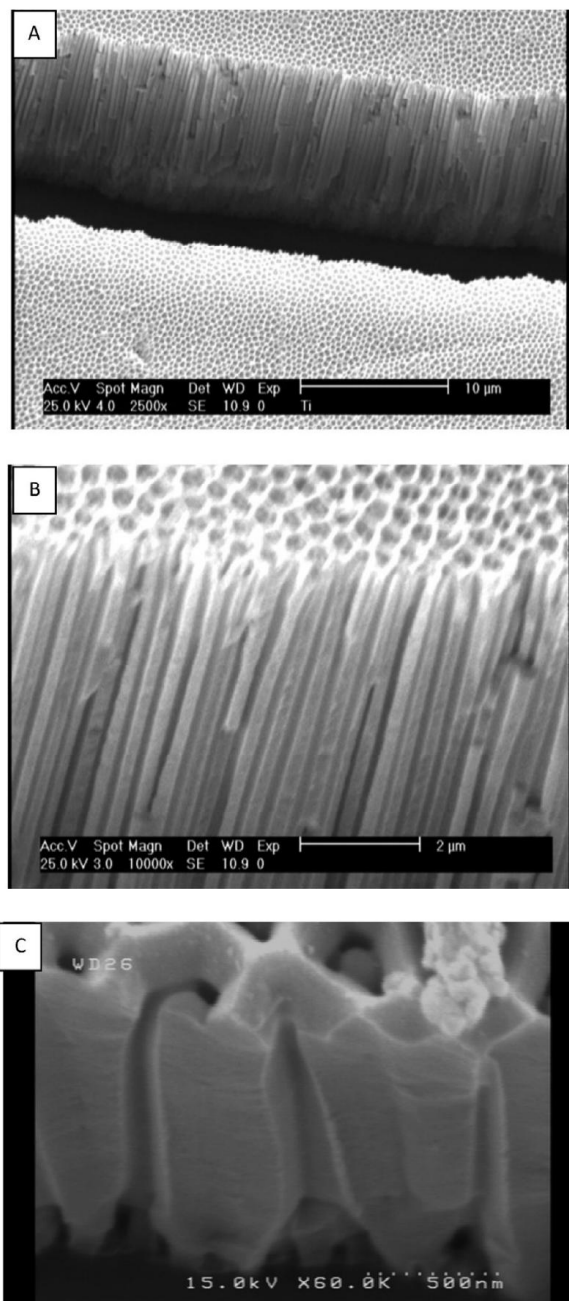 A
Acc.V Spot Magn Det WD Exp 10 µm
25.0 kV 4.0 2500x SE 10.9 0 Ti
B
Acc.V Spot Magn Det WD Exp 2 µm
25.0 kV 3.0 10000x SE 10.9 0
C
WD26
15.0kV X60.0K 500nm